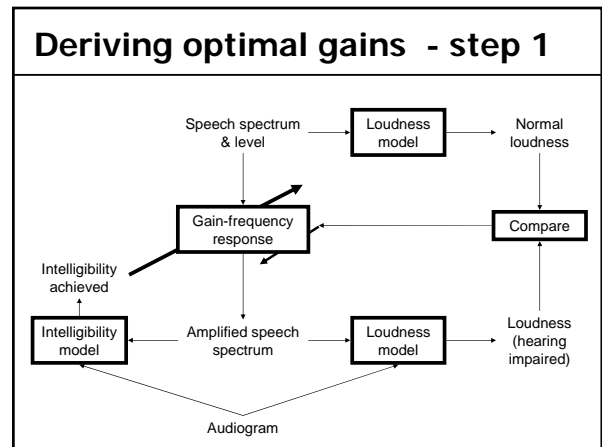 Deriving optimal gains - step 1
Speech spectrum
& level
Loudness
model
Normal
loudness
Gain-frequency
response
Compare
Intelligibility
achieved
Intelligibility
model
Amplified speech
spectrum
Loudness
model
Loudness
(hearing
impaired)
Audiogram